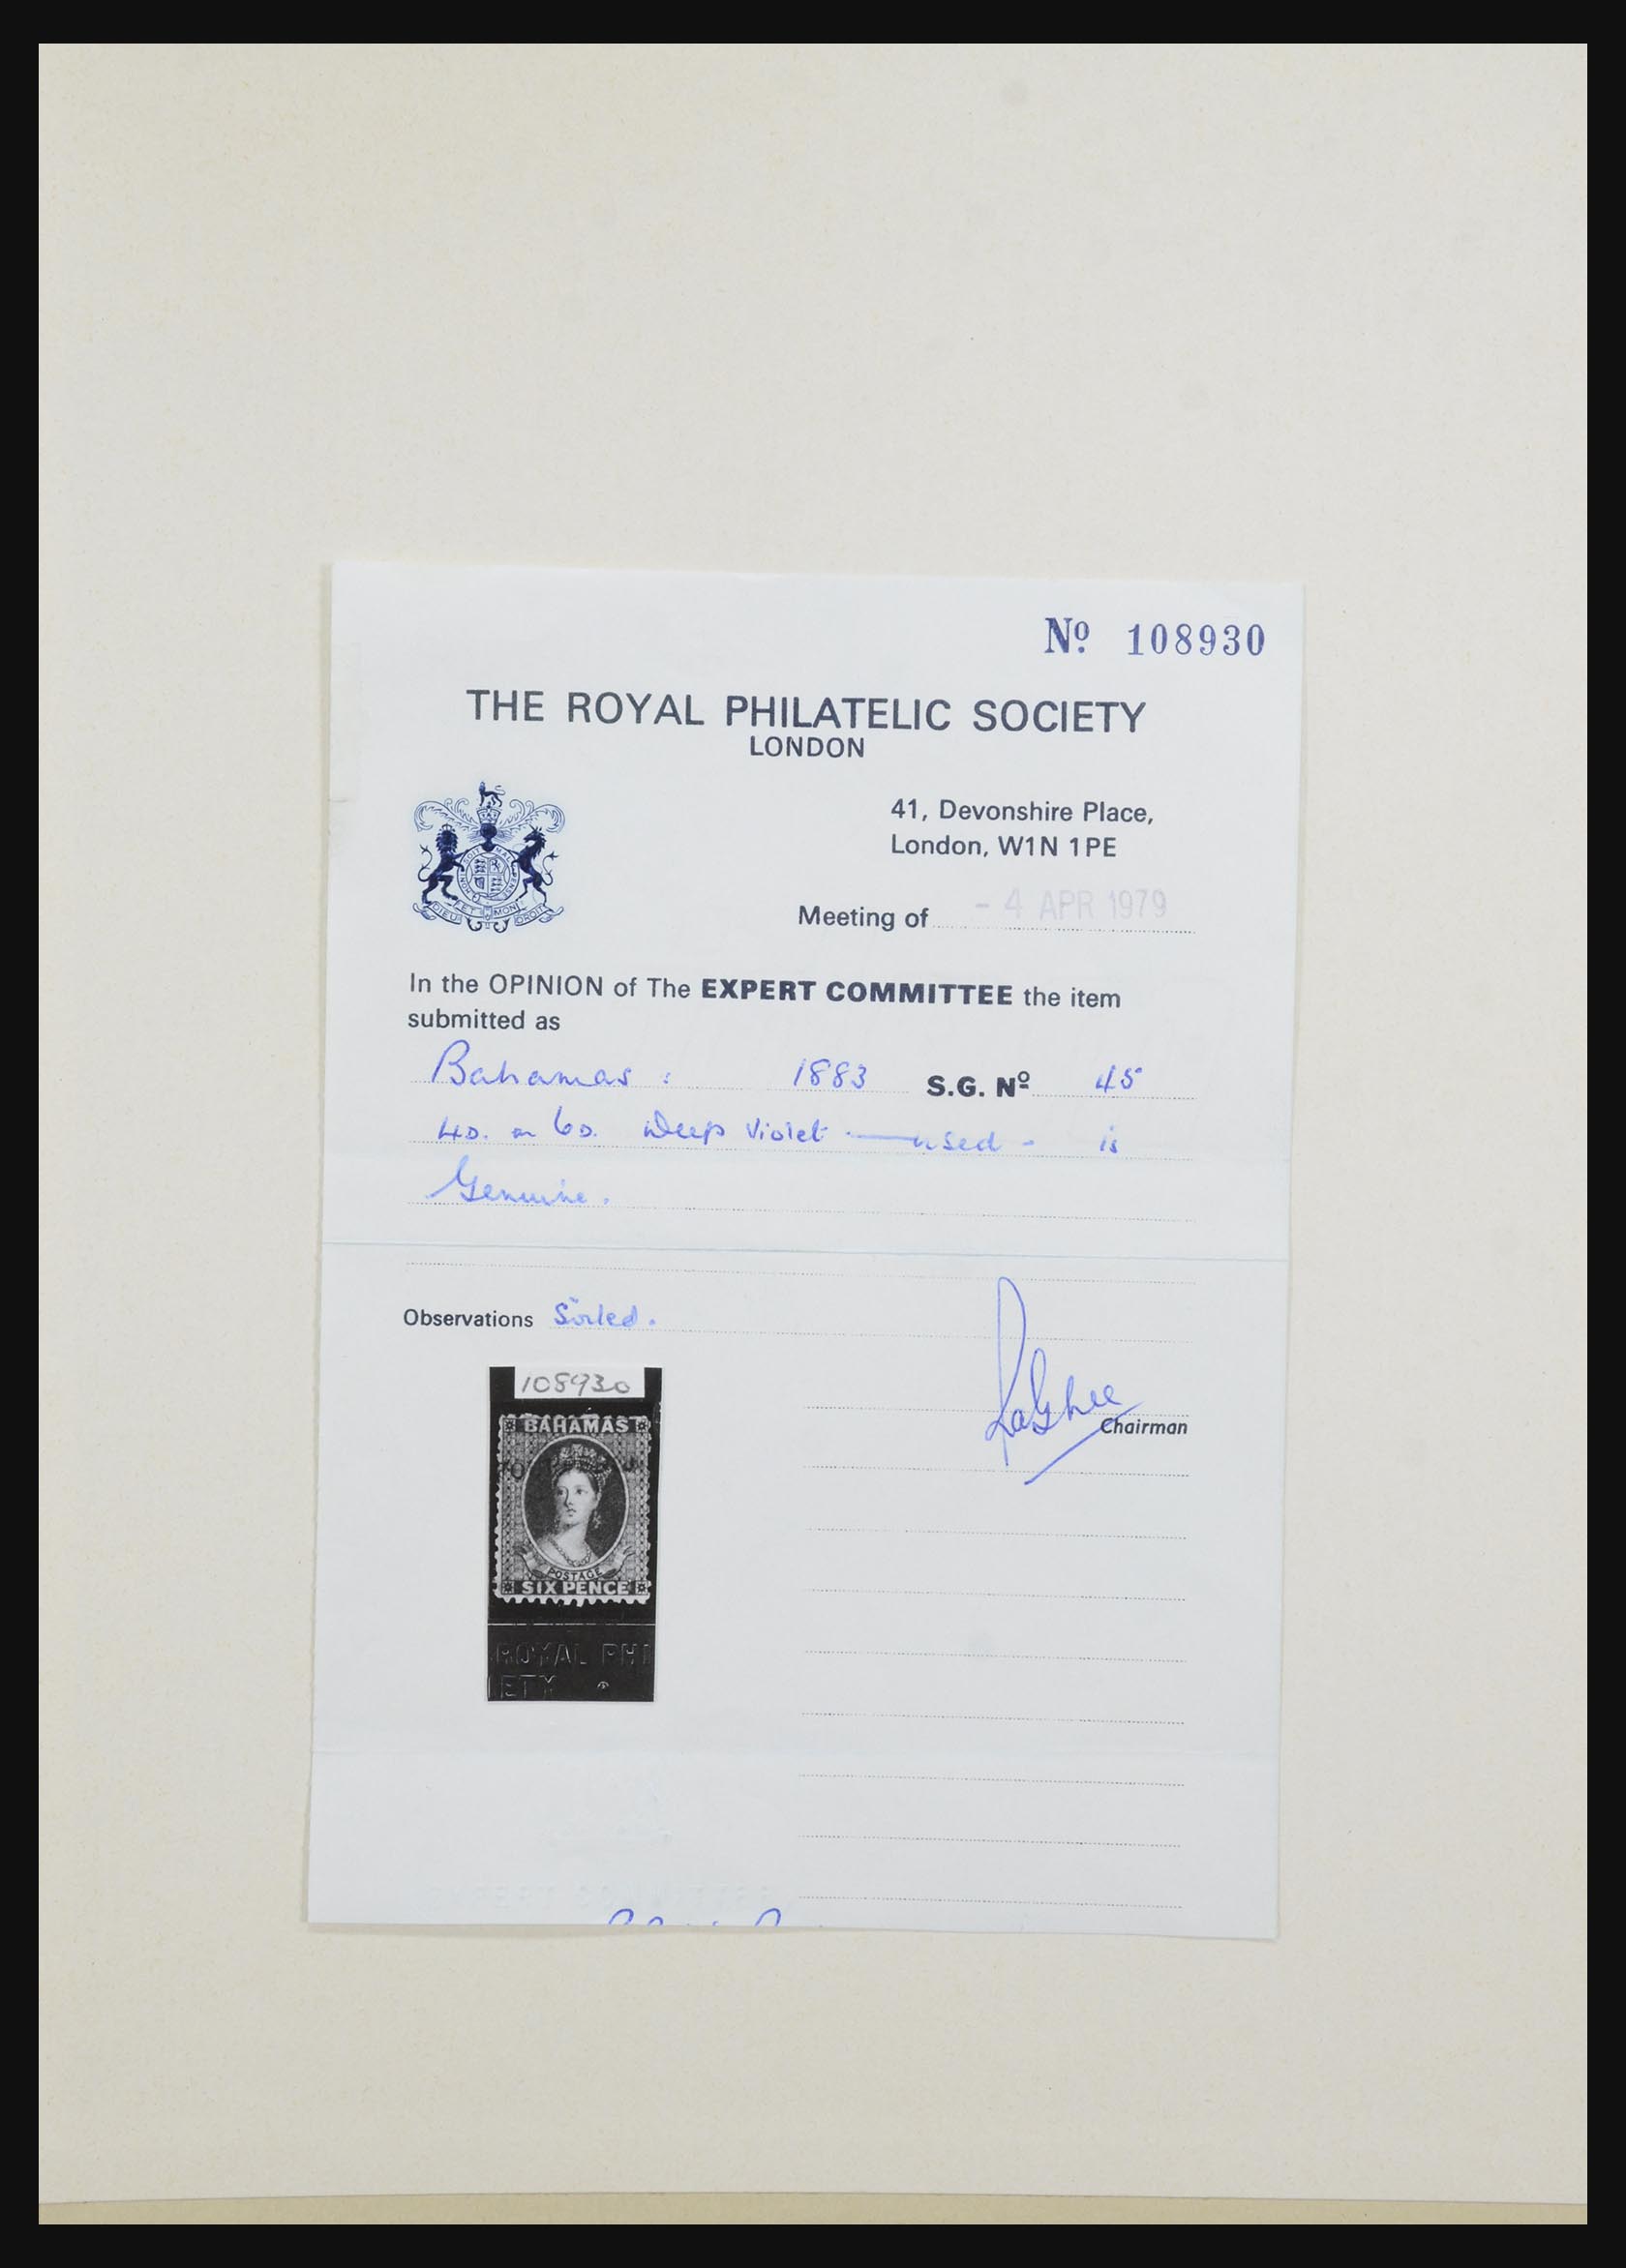 Nº 108930
THE ROYAL PHILATELIC SOCIETY
LONDON
41, Devonshire Place,
London, W1N 1PE
Meeting of - 4 APR 1979
In the OPINION of The EXPERT COMMITTEE the item
submitted as
Bahamas : 1883 S.G. Nº 45
4D. on 6D. Deep Violet — used - is
Genuine.
Observations Soiled.
Chairman
108930
BAHAMAS
POSTAGE
SIX PENCE
ROYAL PHI
IETY